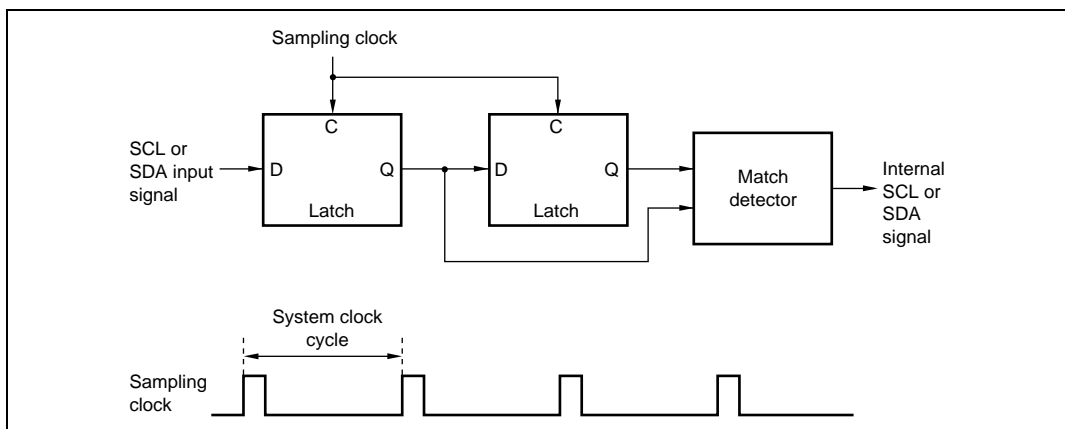 Sampling clock
SCL or
SDA input
signal
D
C
Q
Latch
D
C
Q
Latch
Match
detector
Internal
SCL or
SDA
signal
System clock
cycle
Sampling
clock